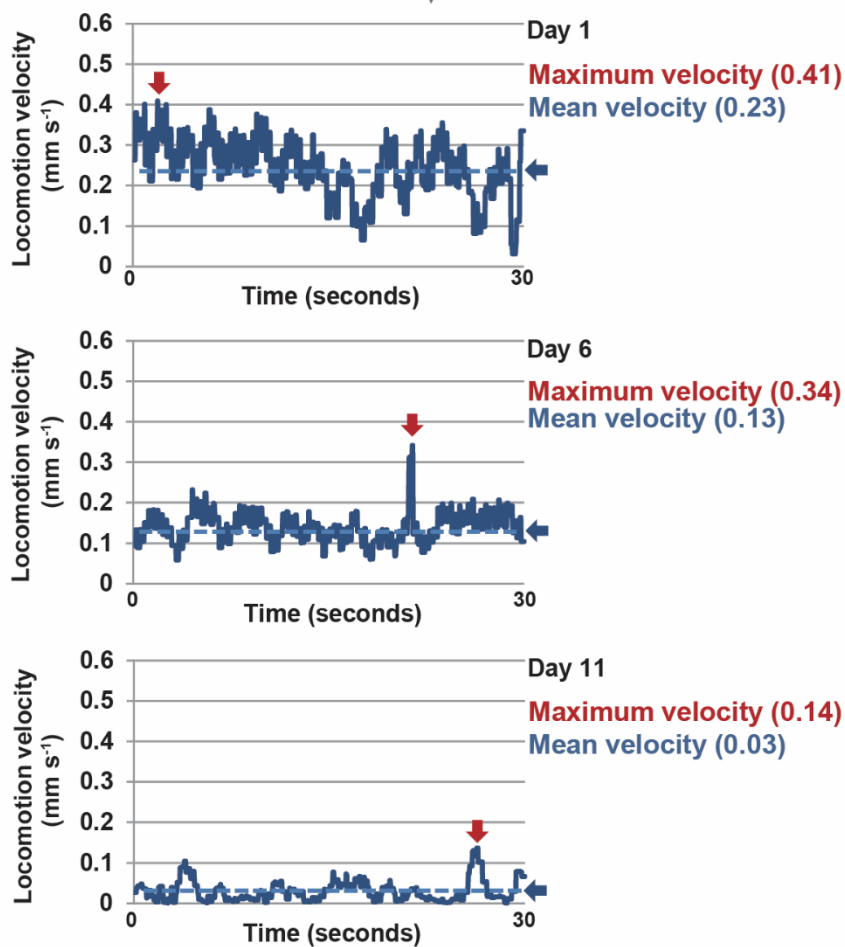 Locomotion velocity
(mm s⁻¹)
0.6
0.5
0.4
0.3
0.2
0.1
0
0
30
Time (seconds)
Day 1
Maximum velocity (0.41)
Mean velocity (0.23)
Locomotion velocity
(mm s⁻¹)
0.6
0.5
0.4
0.3
0.2
0.1
0
0
30
Time (seconds)
Day 6
Maximum velocity (0.34)
Mean velocity (0.13)
Locomotion velocity
(mm s⁻¹)
0.6
0.5
0.4
0.3
0.2
0.1
0
0
30
Time (seconds)
Day 11
Maximum velocity (0.14)
Mean velocity (0.03)